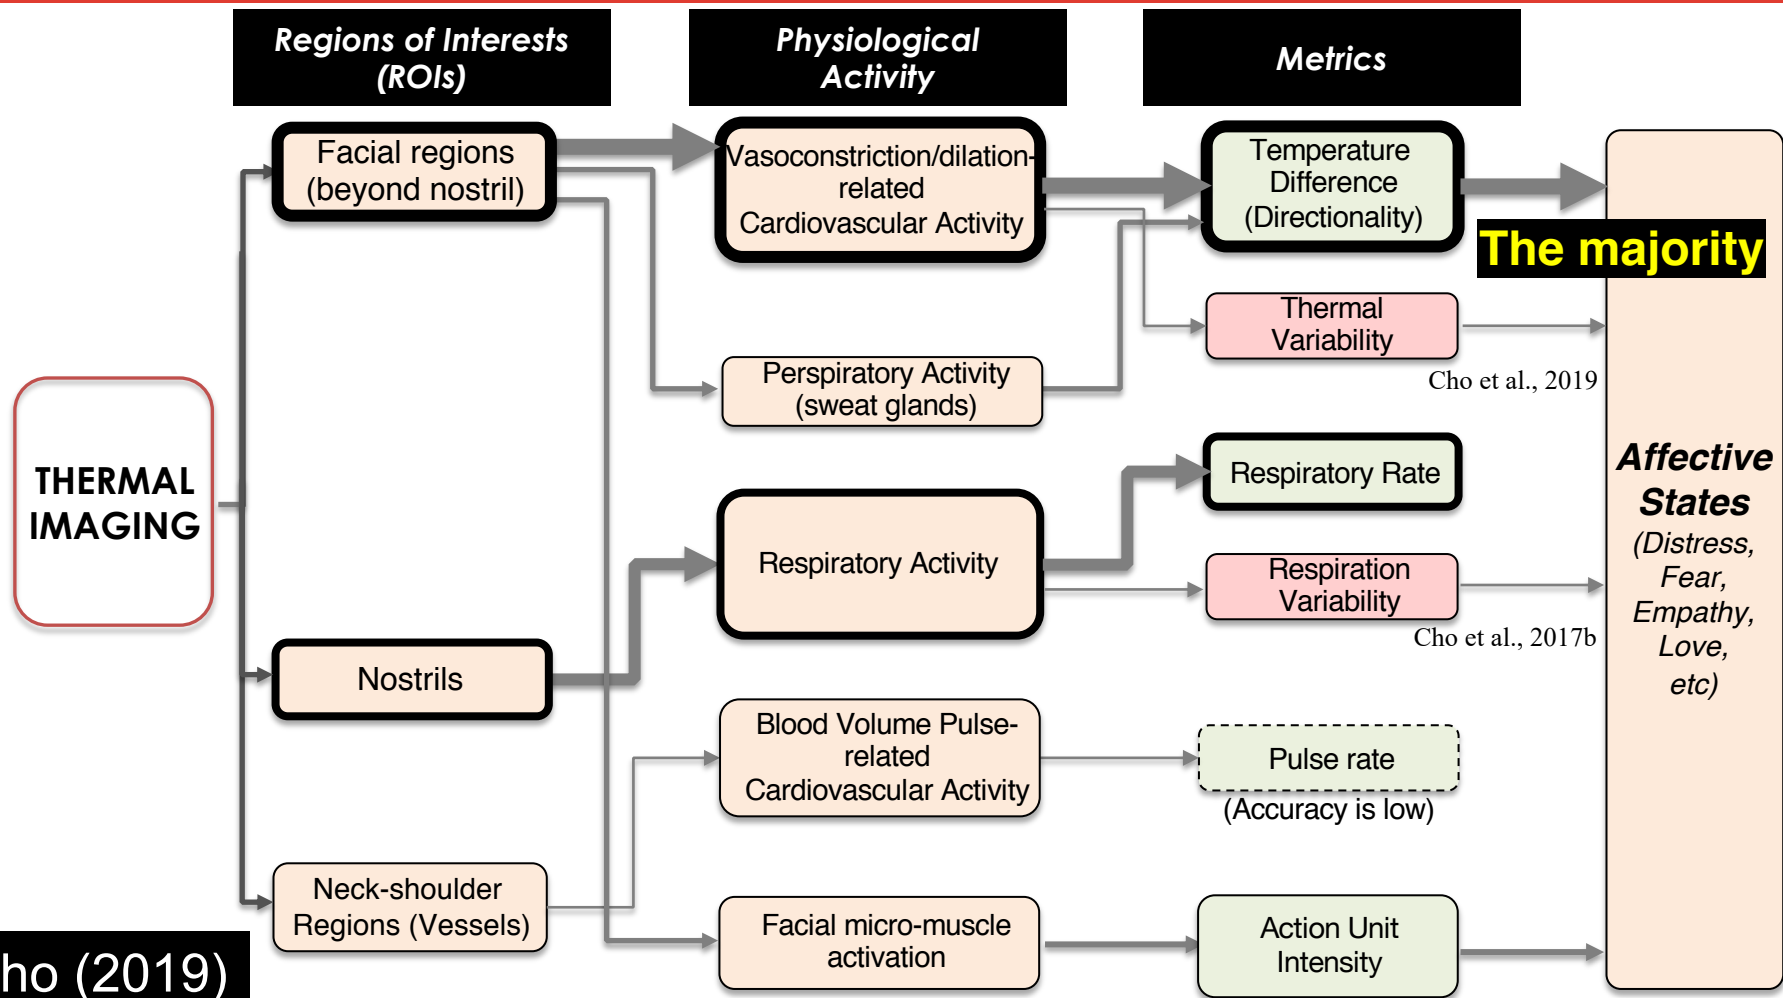 Regions of Interests
(ROIs)
Physiological
Activity
Metrics
THERMAL
IMAGING
Facial regions
(beyond nostril)
Nostrils
Neck-shoulder
Regions (Vessels)
Vasoconstriction/dilation-
related
Cardiovascular Activity
Perspiratory Activity
(sweat glands)
Respiratory Activity
Blood Volume Pulse-
related
Cardiovascular Activity
Facial micro-muscle
activation
Temperature
Difference
(Directionality)
The majority
Thermal
Variability
Cho et al., 2019
Respiratory Rate
Respiration
Variability
Cho et al., 2017b
Pulse rate
(Accuracy is low)
Action Unit
Intensity
Affective
States
(Distress,
Fear,
Empathy,
Love,
etc)
ho (2019)